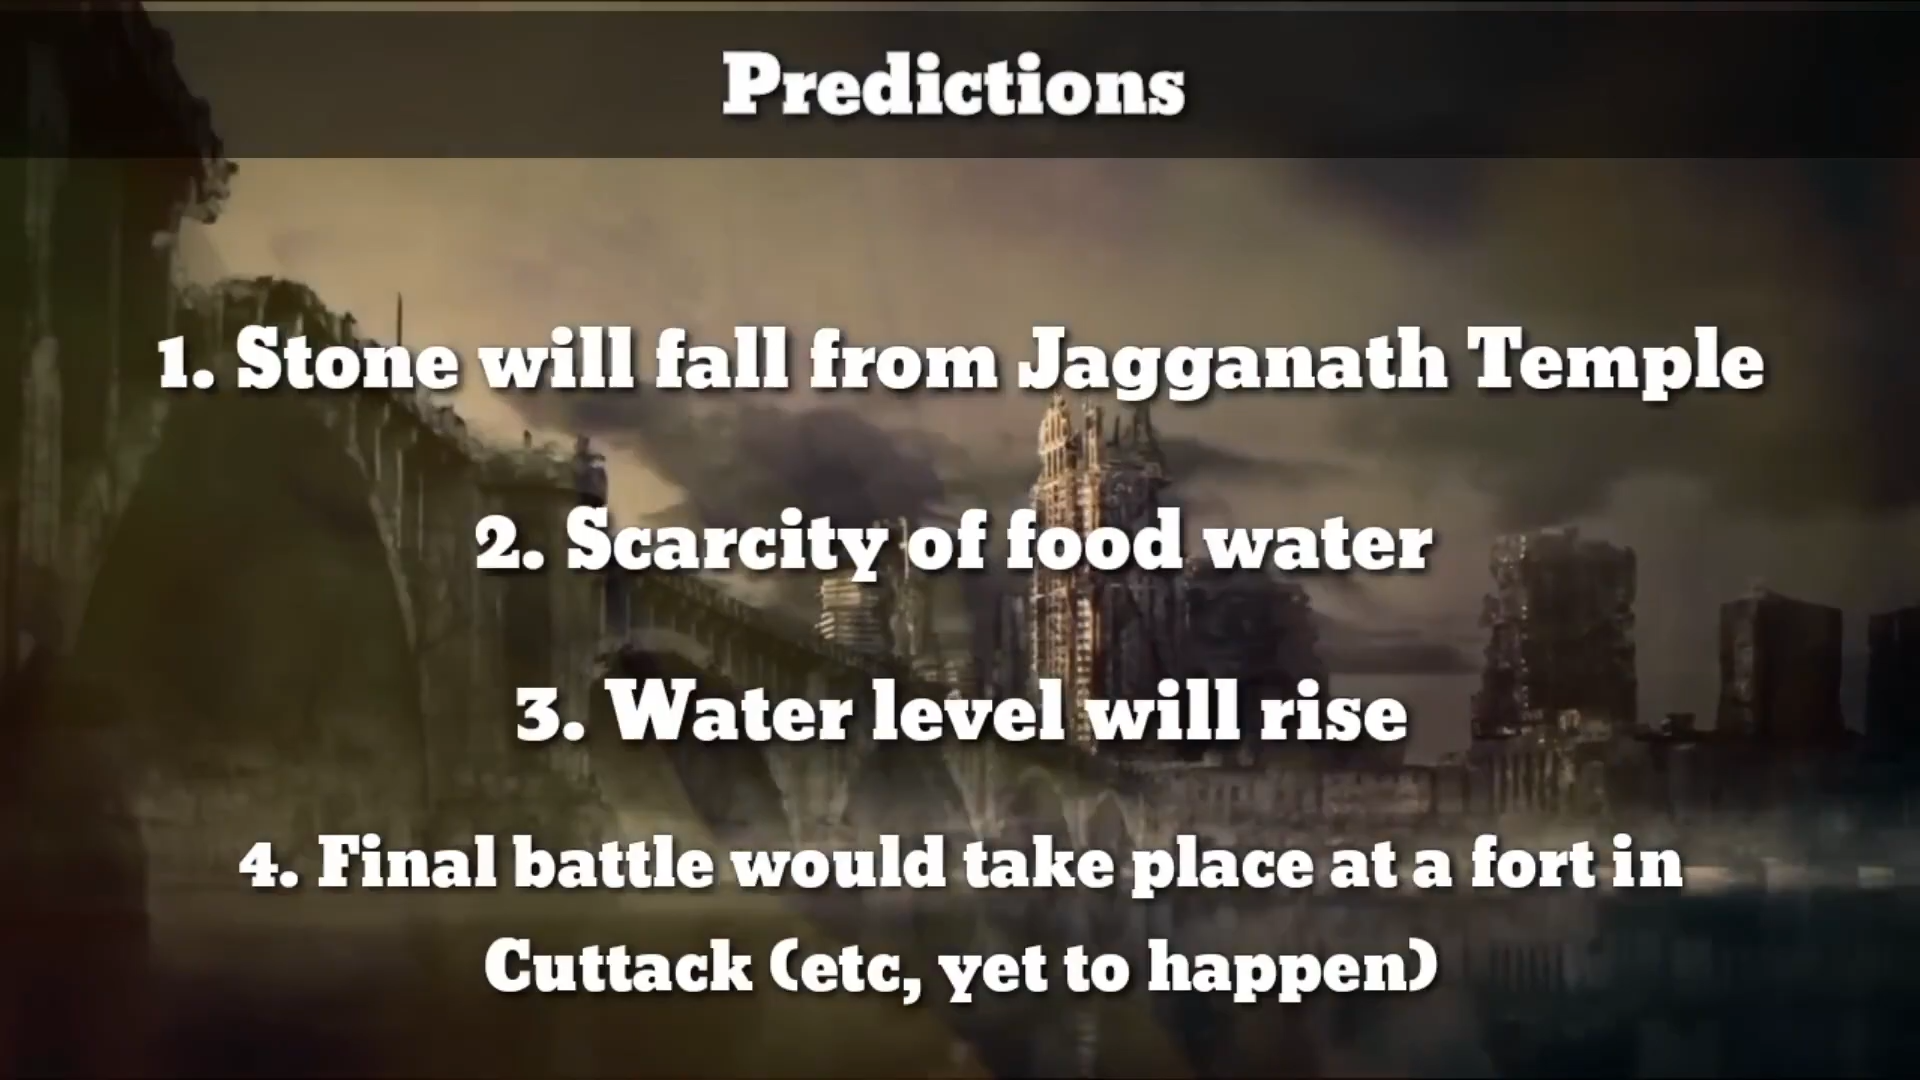 Predictions
1. Stone will fall from Jagganath Temple
2. Scarcity of food water
3. Water level will rise
4. Final battle would take place at a fort in
Cuttack (etc, yet to happen)